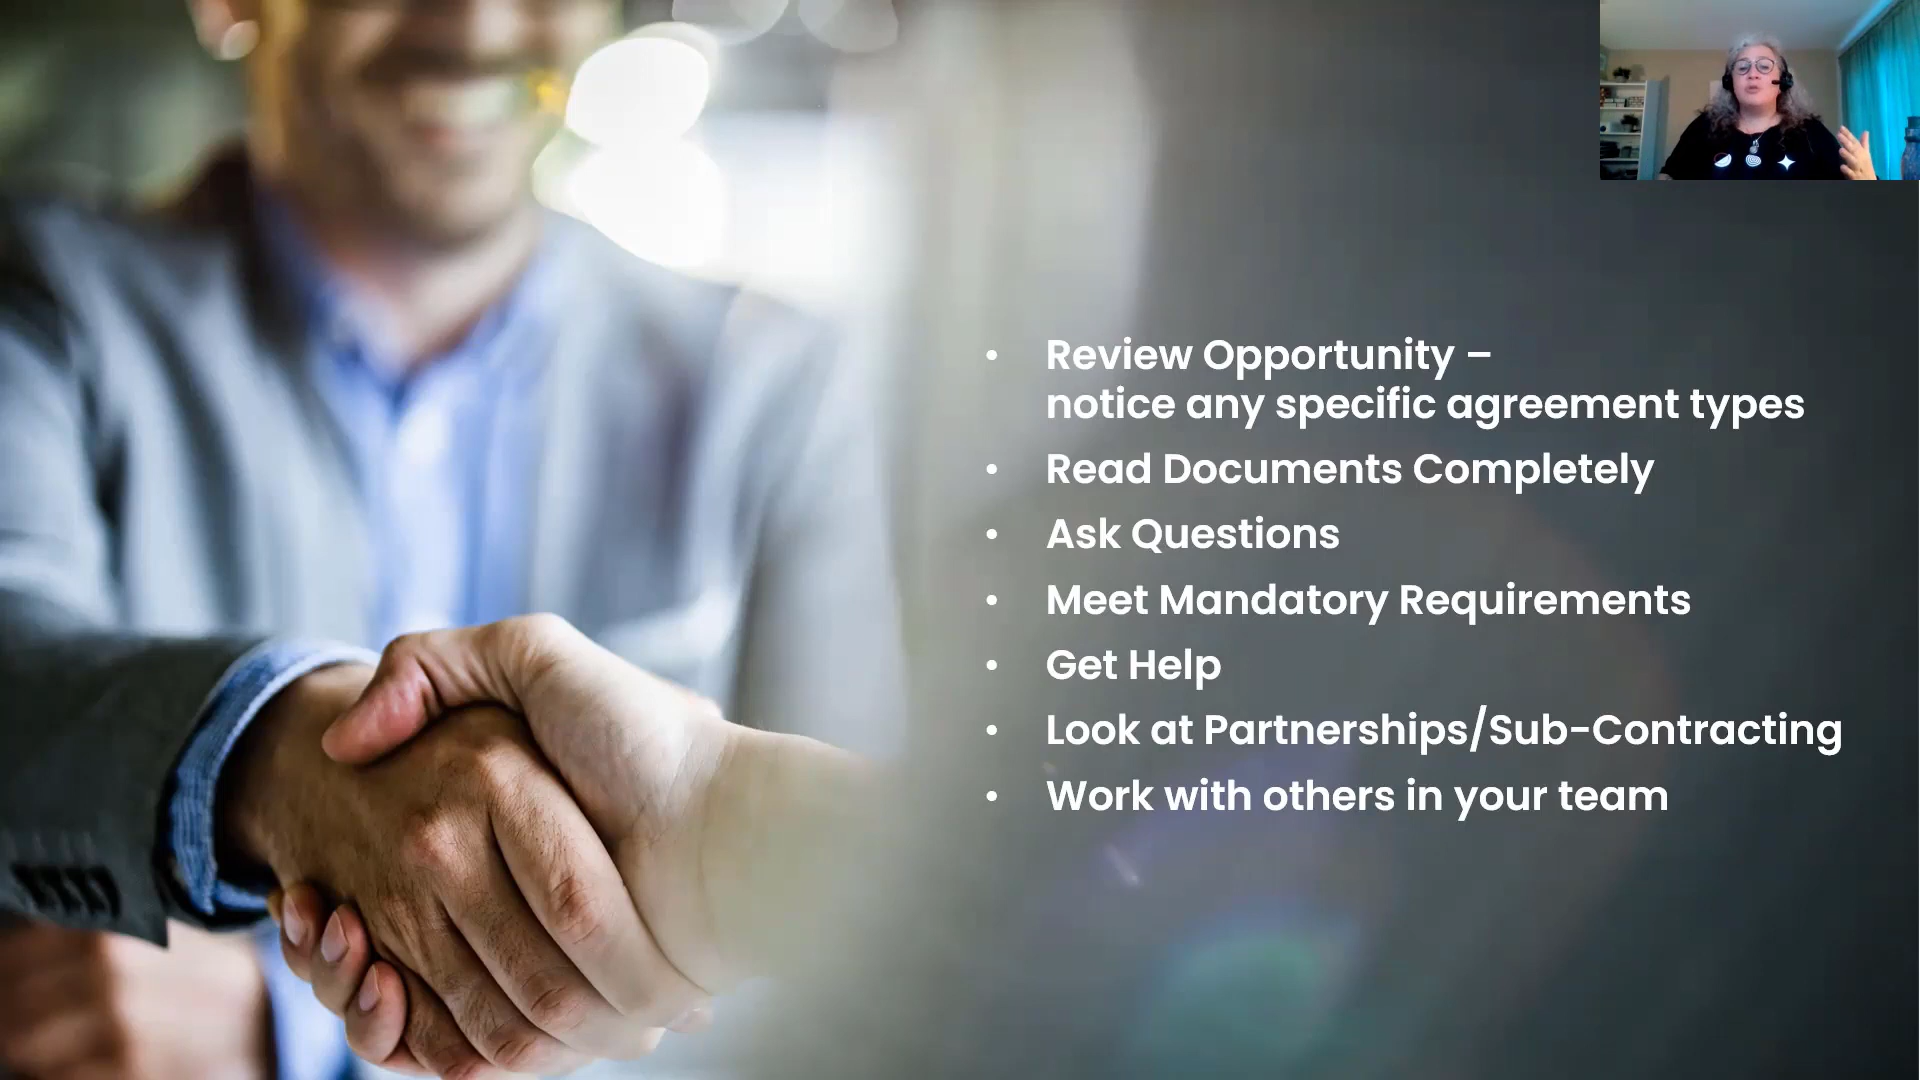 • Review Opportunity –
notice any specific agreement types
• Read Documents Completely
• Ask Questions
• Meet Mandatory Requirements
• Get Help
• Look at Partnerships/Sub-Contracting
• Work with others in your team